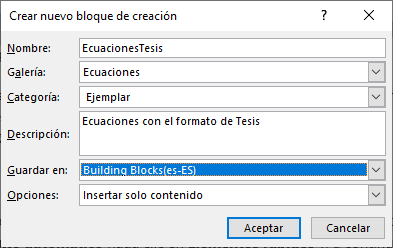 Crear nuevo bloque de creación ? ×
Nombre: EcuacionesTesis
Galería: Ecuaciones
Categoría: Ejemplar
Descripción: Ecuaciones con el formato de Tesis
Guardar en: Building Blocks(es-ES)
Opciones: Insertar solo contenido
Aceptar Cancelar